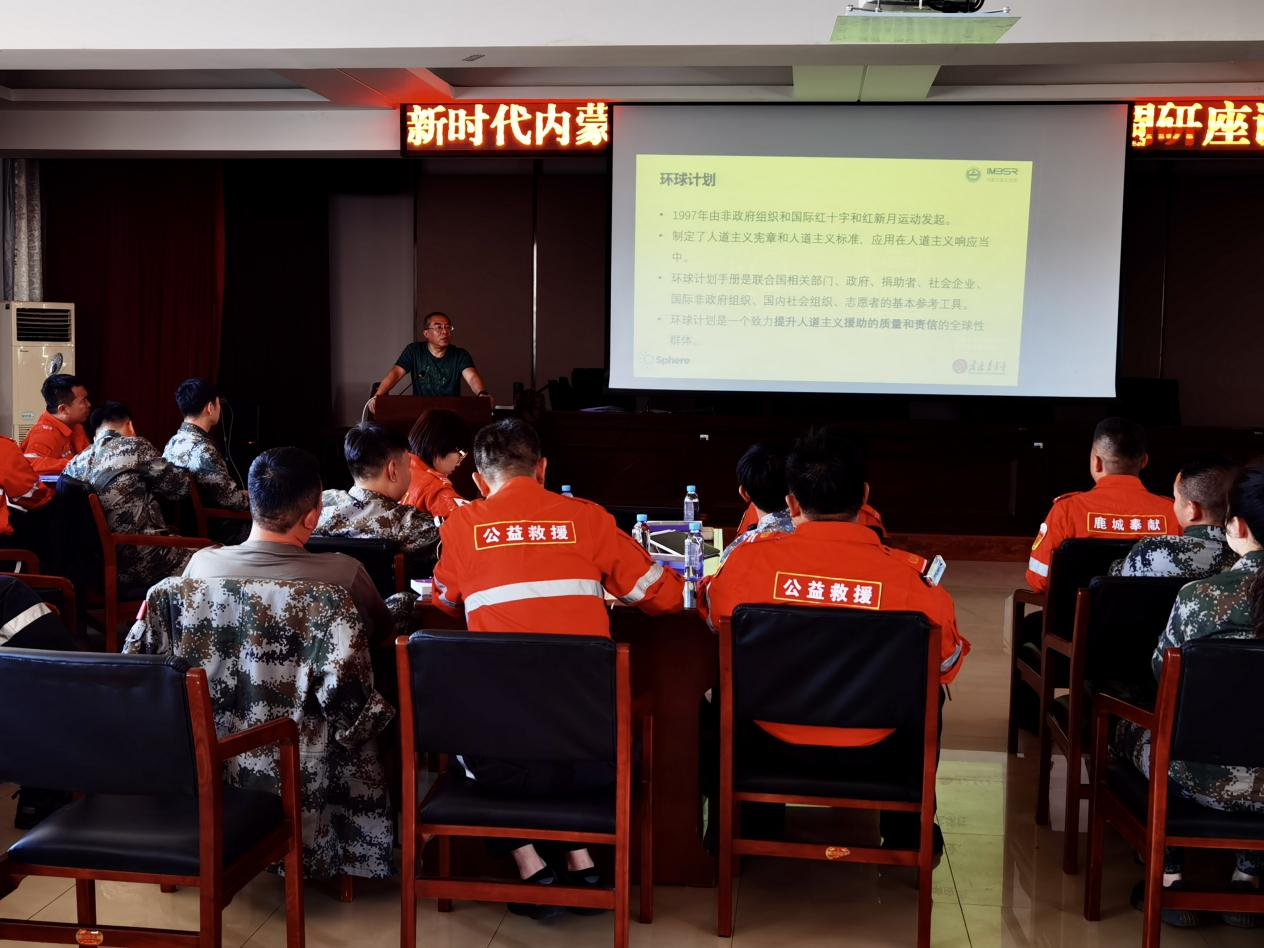 新时代内蒙
研座
环球计划
IMBSR
• 1997年由非政府组织和国际红十字和红新月运动发起。
• 制定了人道主义宪章和人道主义标准，应用在人道主义响应当
中。
• 环球计划手册是联合国相关部门、政府、捐助者、社会企业、
国际非政府组织、国内社会组织、志愿者的基本参考工具。
• 环球计划是一个致力提升人道主义援助的质量和责信的全球性
群体。
Sphere
公益救援
公益救援
鹿城奉献